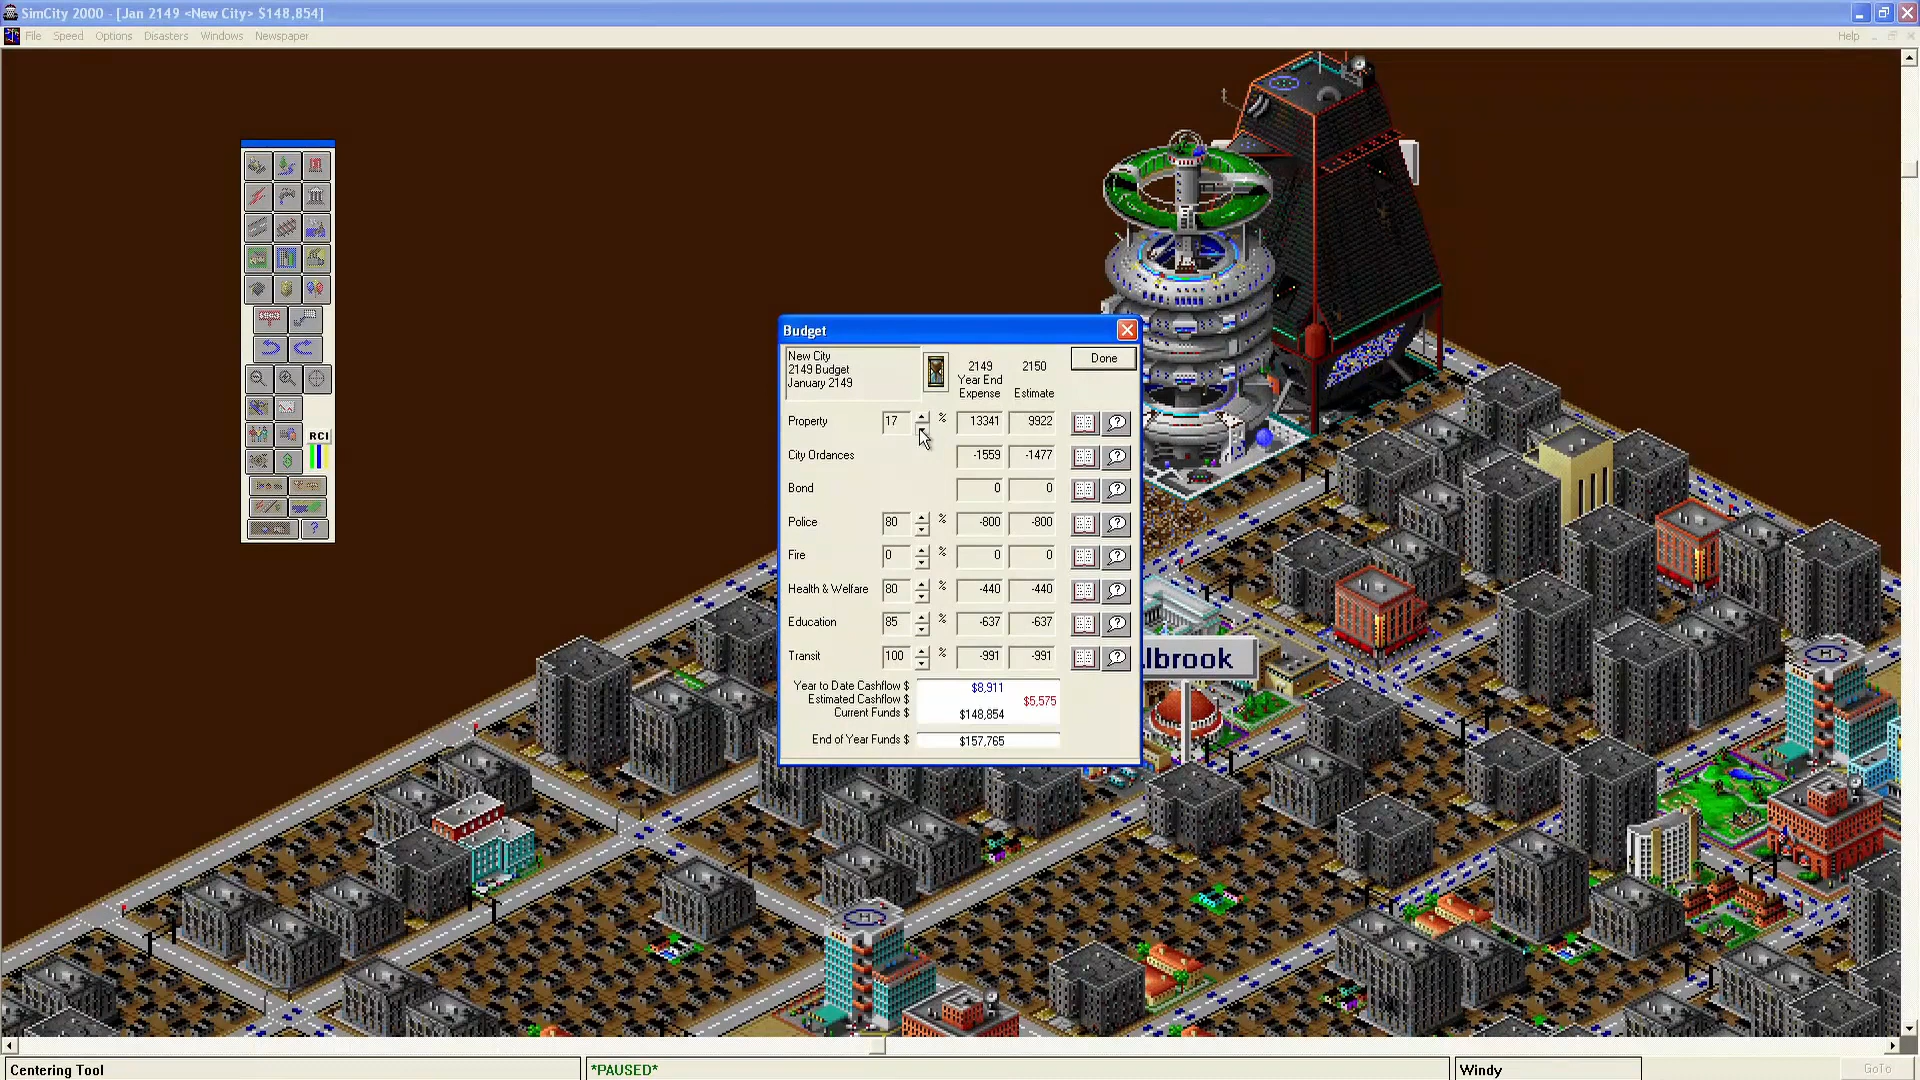 SimCity 2000 - [Jan 2149 <New City> $148,854]
File Speed Options Disasters Windows Newspaper Help
RCI
Budget
New City
2149 Budget
January 2149
2149
Year End
Expense
2150
Estimate
Done
Property 17 % 13341 9922
City Ordances -1559 -1477
Bond 0 0
Police 80 % -800 -800
Fire 0 % 0 0
Health & Welfare 80 % -440 -440
Education 85 % -637 -637
Transit 100 % -991 -991
Year to Date Cashflow $ $8,911
Estimated Cashflow $ $5,575
Current Funds $ $148,854
End of Year Funds $ $157,765
lbrook
H
H
Centering Tool *PAUSED* Windy GoTo